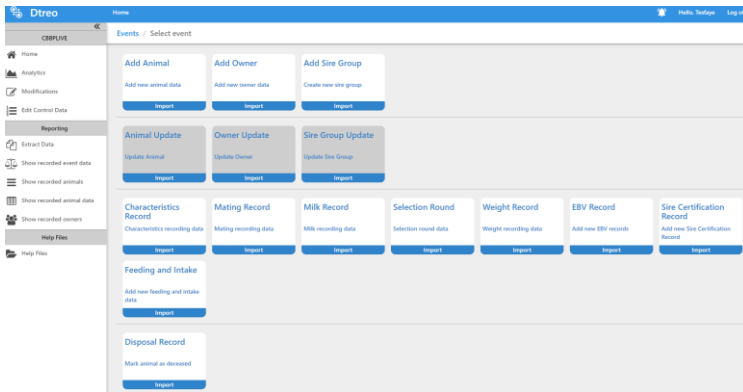 Dtreo
Home
Hello, Tesfaye
Log o
«
CBBPLIVE
Home
Analytics
Modifications
Edit Control Data
Reporting
Extract Data
Show recorded event data
Show recorded animals
Show recorded animal data
Show recorded owners
Help Files
Help Files
Events / Select event
Add Animal
Add new animal data
Import
Add Owner
Add new owner data
Import
Add Sire Group
Create new sire group
Import
Animal Update
Update Animal
Import
Owner Update
Update Owner
Import
Sire Group Update
Update Sire Group
Import
Characteristics
Record
Characteristics recording data
Import
Mating Record
Mating recording data
Import
Milk Record
Milk recording data
Import
Selection Round
Selection round data
Import
Weight Record
Weight recording data
Import
EBV Record
Add new EBV records
Import
Sire Certification
Record
Add new Sire Certification
Record
Import
Feeding and Intake
Add new feeding and intake
data
Import
Disposal Record
Mark animal as deceased
Import